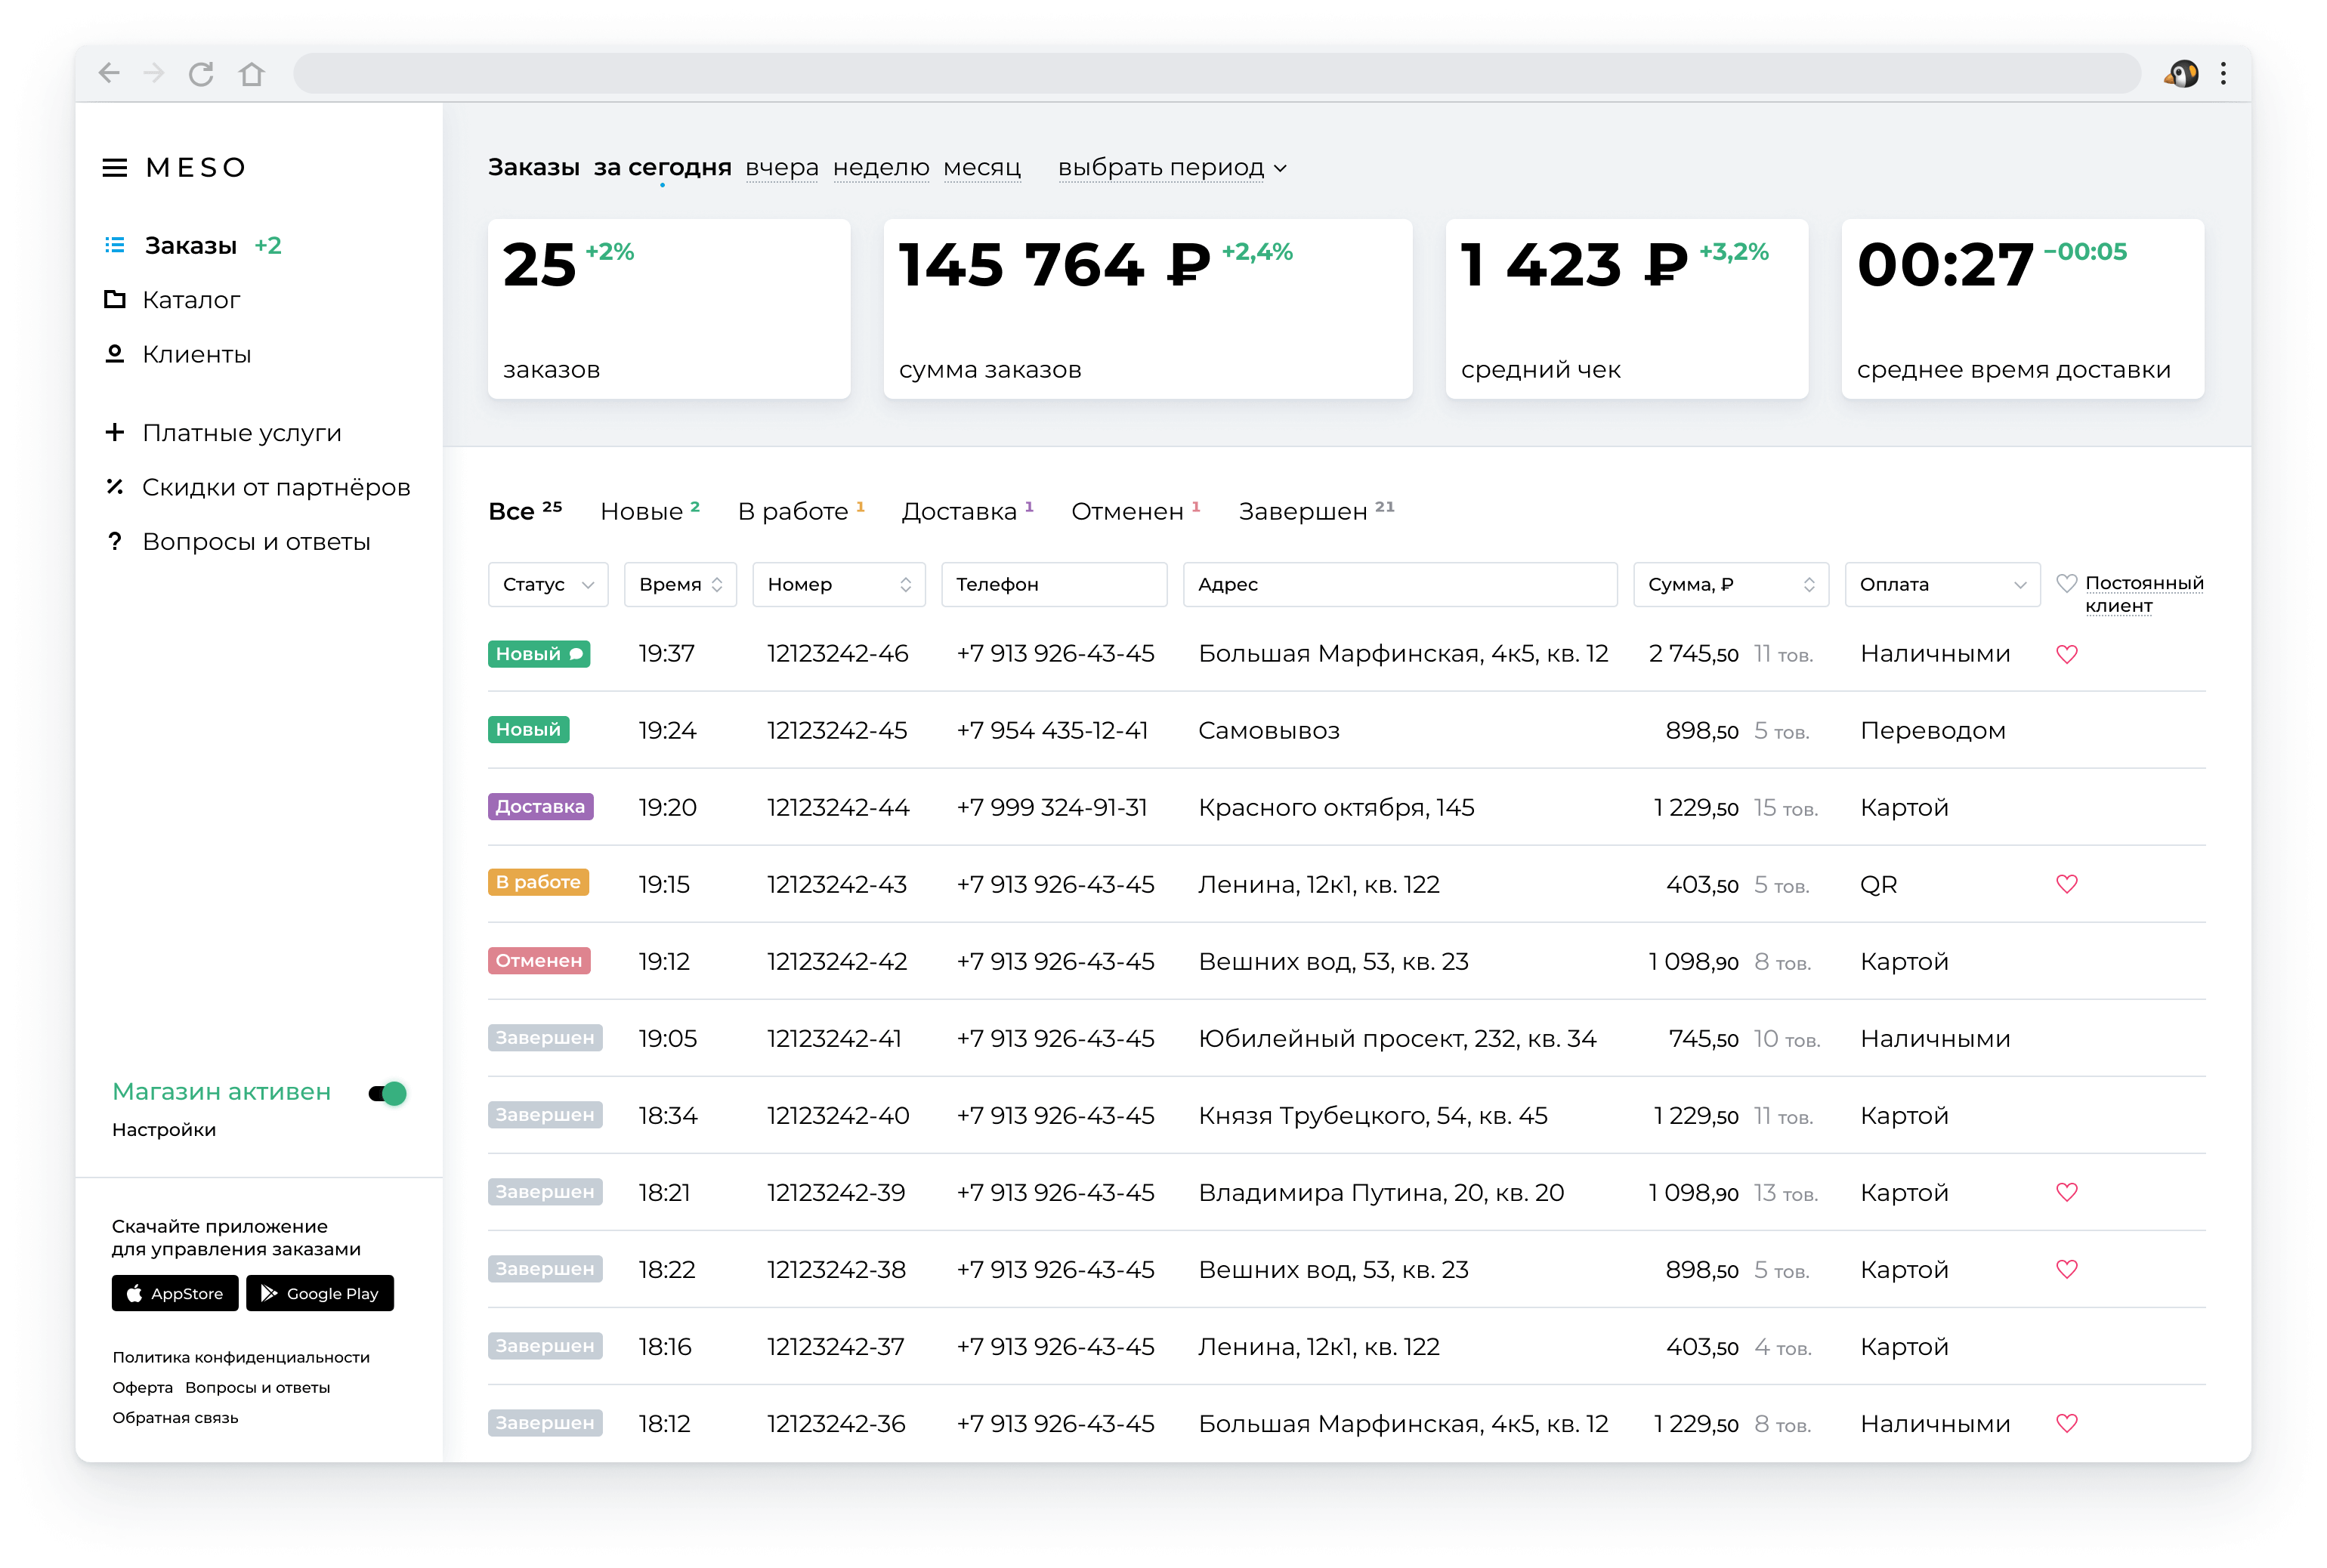 MESO
Заказы +2
Каталог
Клиенты
Платные услуги
Скидки от партнёров
Вопросы и ответы
Магазин активен
Настройки
Скачайте приложение
для управления заказами
AppStore Google Play
Политика конфиденциальности
Оферта Вопросы и ответы
Обратная связь
Заказы за сегодня вчера неделю месяц выбрать период
25 +2%
заказов
145 764 ₽ +2,4%
сумма заказов
1 423 ₽ +3,2%
средний чек
00:27 −00:05
среднее время доставки
Все 25 Новые 2 В работе 1 Доставка 1 Отменен 1 Завершен 21
Статус Время Номер Телефон Адрес Сумма, ₽ Оплата Постоянный
клиент
Новый 19:37 12123242-46 +7 913 926-43-45 Большая Марфинская, 4к5, кв. 12 2 745,50 11 тов. Наличными
Новый 19:24 12123242-45 +7 954 435-12-41 Самовывоз 898,50 5 тов. Переводом
Доставка 19:20 12123242-44 +7 999 324-91-31 Красного октября, 145 1 229,50 15 тов. Картой
В работе 19:15 12123242-43 +7 913 926-43-45 Ленина, 12к1, кв. 122 403,50 5 тов. QR
Отменен 19:12 12123242-42 +7 913 926-43-45 Вешних вод, 53, кв. 23 1 098,90 8 тов. Картой
Завершен 19:05 12123242-41 +7 913 926-43-45 Юбилейный просект, 232, кв. 34 745,50 10 тов. Наличными
Завершен 18:34 12123242-40 +7 913 926-43-45 Князя Трубецкого, 54, кв. 45 1 229,50 11 тов. Картой
Завершен 18:21 12123242-39 +7 913 926-43-45 Владимира Путина, 20, кв. 20 1 098,90 13 тов. Картой
Завершен 18:22 12123242-38 +7 913 926-43-45 Вешних вод, 53, кв. 23 898,50 5 тов. Картой
Завершен 18:16 12123242-37 +7 913 926-43-45 Ленина, 12к1, кв. 122 403,50 4 тов. Картой
Завершен 18:12 12123242-36 +7 913 926-43-45 Большая Марфинская, 4к5, кв. 12 1 229,50 8 тов. Наличными